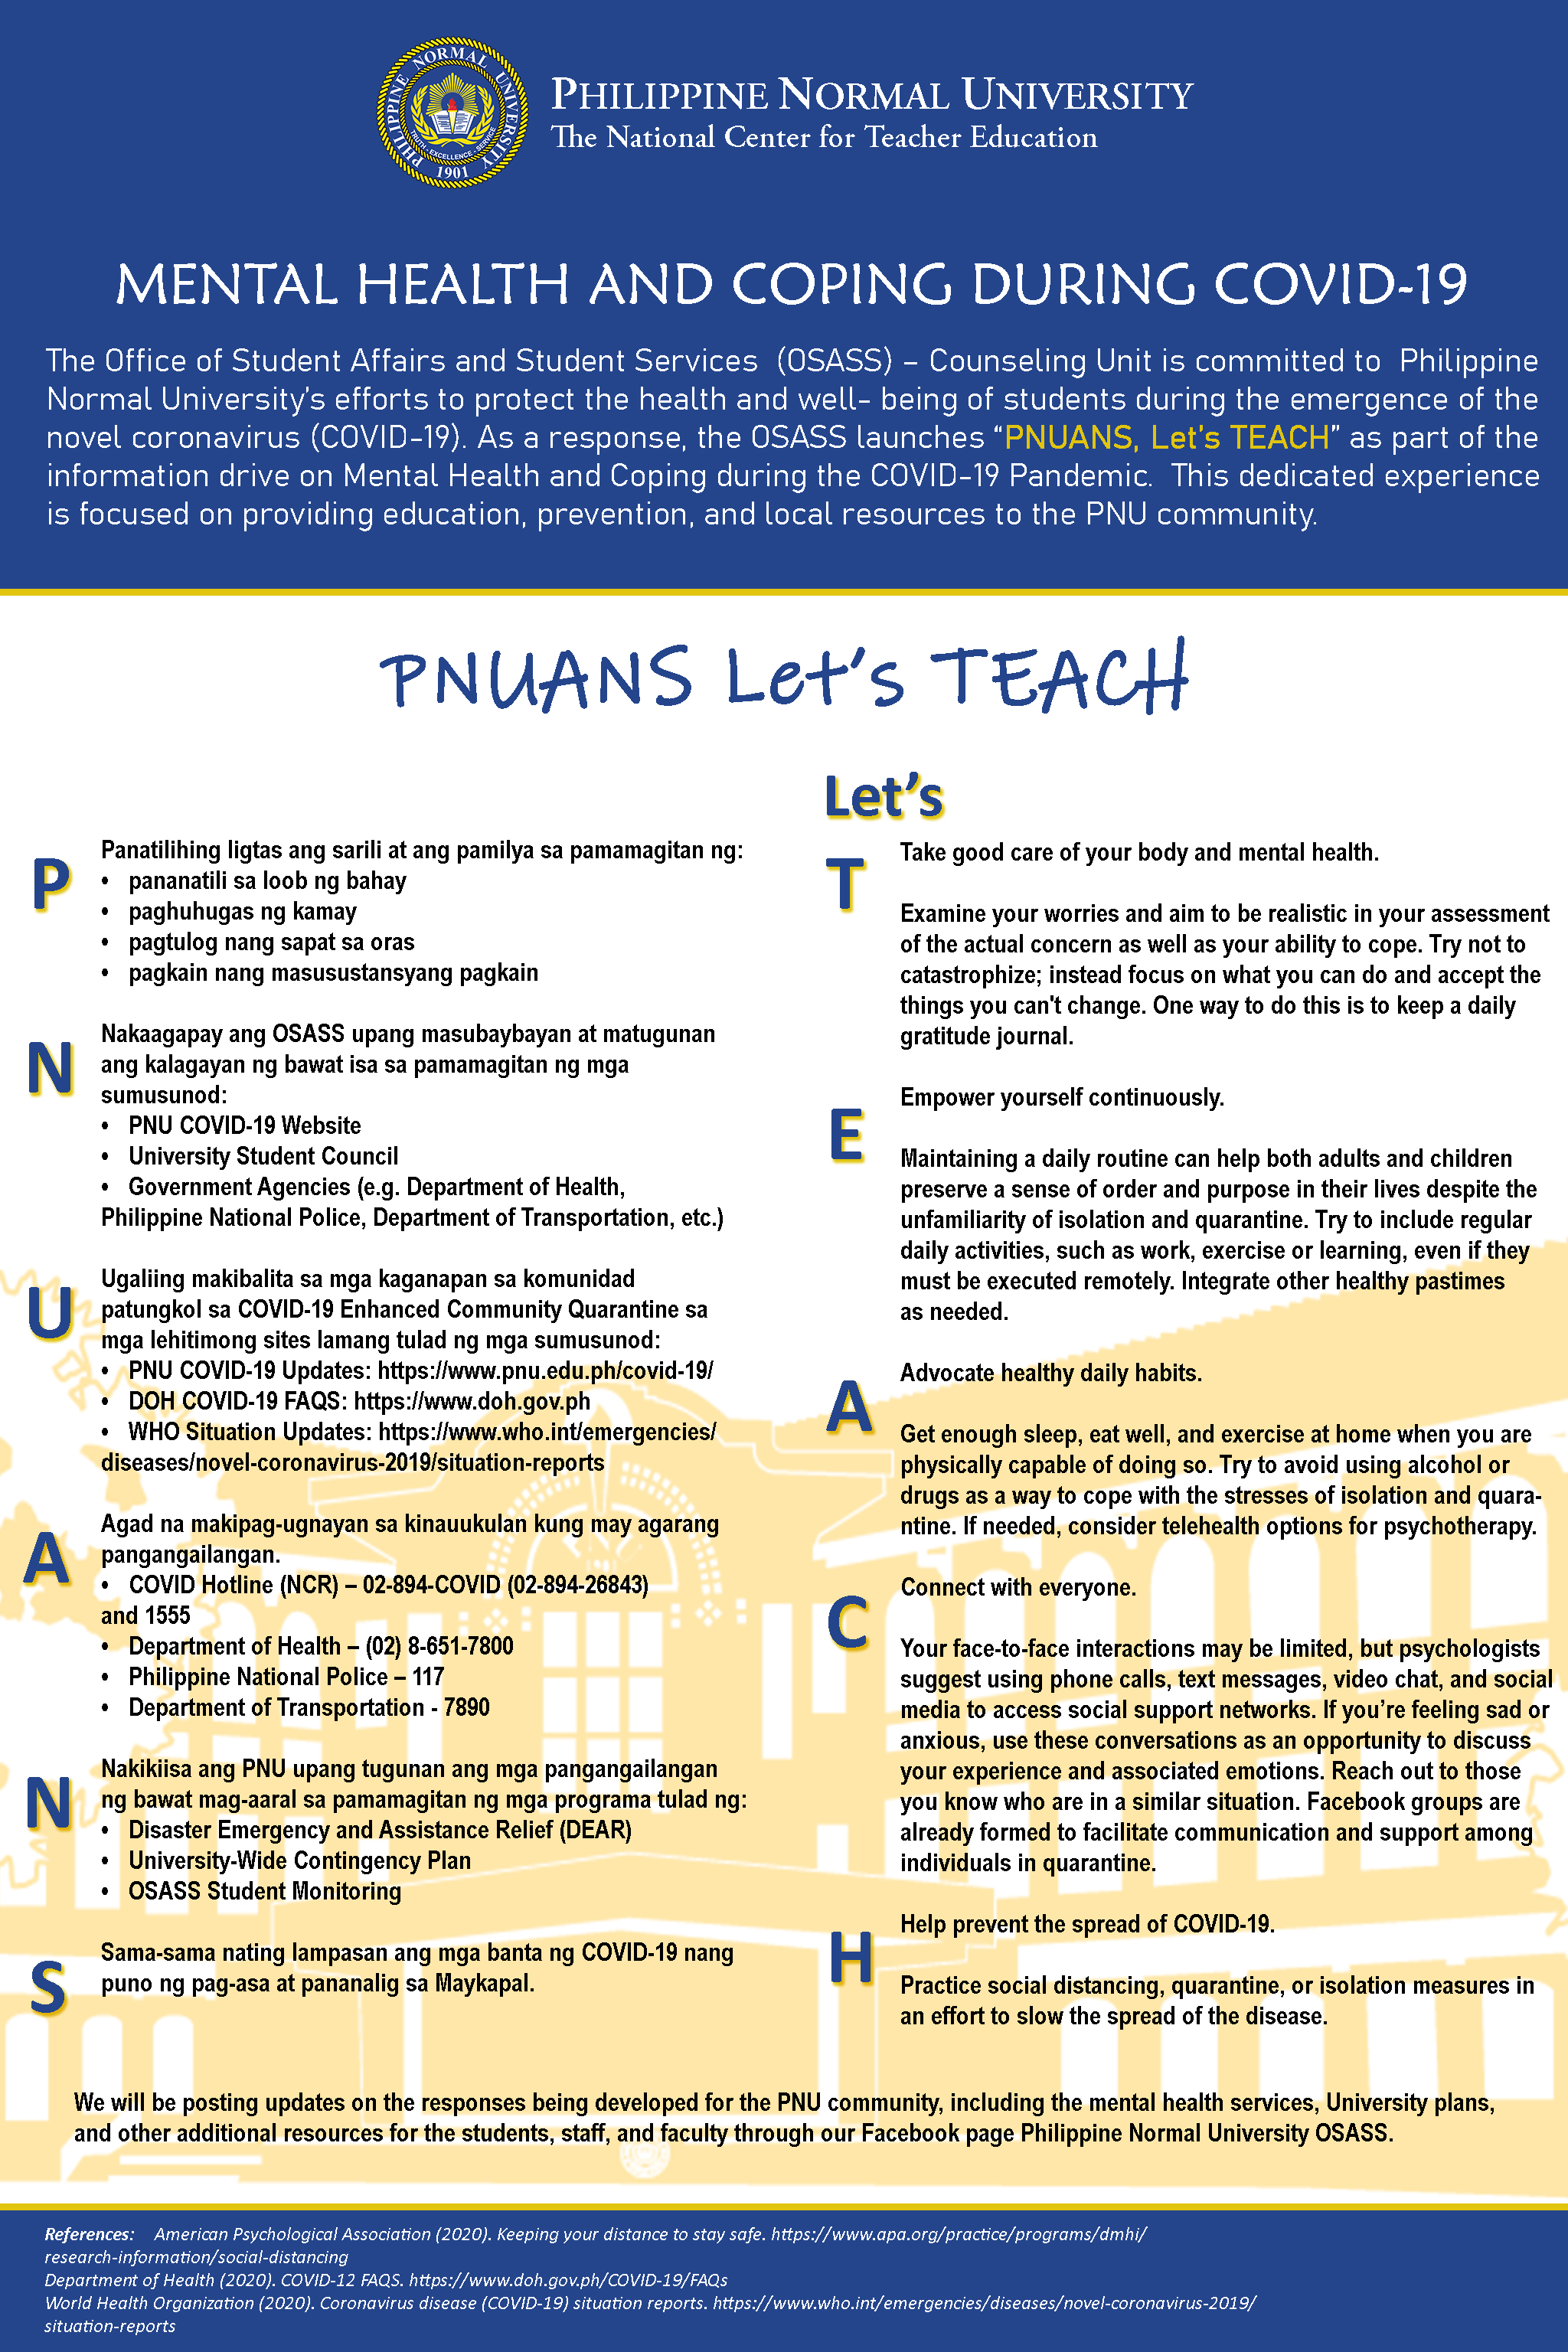 PHILIPPINE NORMAL UNIVERSITY
TRUTH - EXCELLENCE - SERVICE
1901
PHILIPPINE NORMAL UNIVERSITY
The National Center for Teacher Education
MENTAL HEALTH AND COPING DURING COVID-19
The Office of Student Affairs and Student Services (OSASS) – Counseling Unit is committed to Philippine
Normal University's efforts to protect the health and well- being of students during the emergence of the
novel coronavirus (COVID-19). As a response, the OSASS launches “PNUANS, Let's TEACH” as part of the
information drive on Mental Health and Coping during the COVID-19 Pandemic. This dedicated experience
is focused on providing education, prevention, and local resources to the PNU community.
PNUANS Let's TEACH
P
Panatilihing ligtas ang sarili at ang pamilya sa pamamagitan ng:
• pananatili sa loob ng bahay
• paghuhugas ng kamay
• pagtulog nang sapat sa oras
• pagkain nang masusustansyang pagkain
N
Nakaagapay ang OSASS upang masubaybayan at matugunan
ang kalagayan ng bawat isa sa pamamagitan ng mga
sumusunod:
• PNU COVID-19 Website
• University Student Council
• Government Agencies (e.g. Department of Health,
Philippine National Police, Department of Transportation, etc.)
U
Ugaliing makibalita sa mga kaganapan sa komunidad
patungkol sa COVID-19 Enhanced Community Quarantine sa
mga lehitimong sites lamang tulad ng mga sumusunod:
• PNU COVID-19 Updates: https://www.pnu.edu.ph/covid-19/
• DOH COVID-19 FAQS: https://www.doh.gov.ph
• WHO Situation Updates: https://www.who.int/emergencies/
diseases/novel-coronavirus-2019/situation-reports
A
Agad na makipag-ugnayan sa kinauukulan kung may agarang
pangangailangan.
• COVID Hotline (NCR) – 02-894-COVID (02-894-26843)
and 1555
• Department of Health – (02) 8-651-7800
• Philippine National Police – 117
• Department of Transportation - 7890
N
Nakikiisa ang PNU upang tugunan ang mga pangangailangan
ng bawat mag-aaral sa pamamagitan ng mga programa tulad ng:
• Disaster Emergency and Assistance Relief (DEAR)
• University-Wide Contingency Plan
• OSASS Student Monitoring
S
Sama-sama nating lampasan ang mga banta ng COVID-19 nang
puno ng pag-asa at pananalig sa Maykapal.
Let's
T
Take good care of your body and mental health.
Examine your worries and aim to be realistic in your assessment
of the actual concern as well as your ability to cope. Try not to
catastrophize; instead focus on what you can do and accept the
things you can't change. One way to do this is to keep a daily
gratitude journal.
E
Empower yourself continuously.
Maintaining a daily routine can help both adults and children
preserve a sense of order and purpose in their lives despite the
unfamiliarity of isolation and quarantine. Try to include regular
daily activities, such as work, exercise or learning, even if they
must be executed remotely. Integrate other healthy pastimes
as needed.
A
Advocate healthy daily habits.
Get enough sleep, eat well, and exercise at home when you are
physically capable of doing so. Try to avoid using alcohol or
drugs as a way to cope with the stresses of isolation and quara-
ntine. If needed, consider telehealth options for psychotherapy.
C
Connect with everyone.
Your face-to-face interactions may be limited, but psychologists
suggest using phone calls, text messages, video chat, and social
media to access social support networks. If you’re feeling sad or
anxious, use these conversations as an opportunity to discuss
your experience and associated emotions. Reach out to those
you know who are in a similar situation. Facebook groups are
already formed to facilitate communication and support among
individuals in quarantine.
H
Help prevent the spread of COVID-19.
Practice social distancing, quarantine, or isolation measures in
an effort to slow the spread of the disease.
We will be posting updates on the responses being developed for the PNU community, including the mental health services, University plans,
and other additional resources for the students, staff, and faculty through our Facebook page Philippine Normal University OSASS.
References: American Psychological Association (2020). Keeping your distance to stay safe. https://www.apa.org/practice/programs/dmhi/
research-information/social-distancing
Department of Health (2020). COVID-12 FAQS. https://www.doh.gov.ph/COVID-19/FAQs
World Health Organization (2020). Coronavirus disease (COVID-19) situation reports. https://www.who.int/emergencies/diseases/novel-coronavirus-2019/
situation-reports